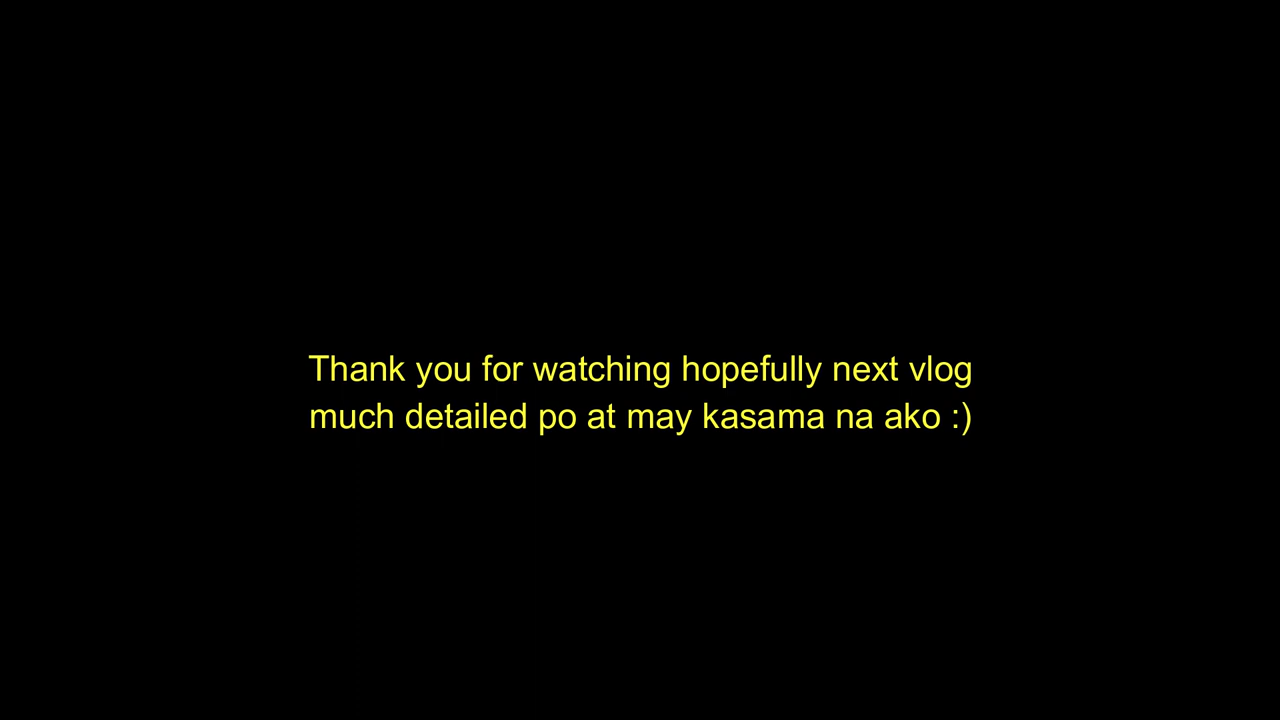 Thank you for watching hopefully next vlog
much detailed po at may kasama na ako :)